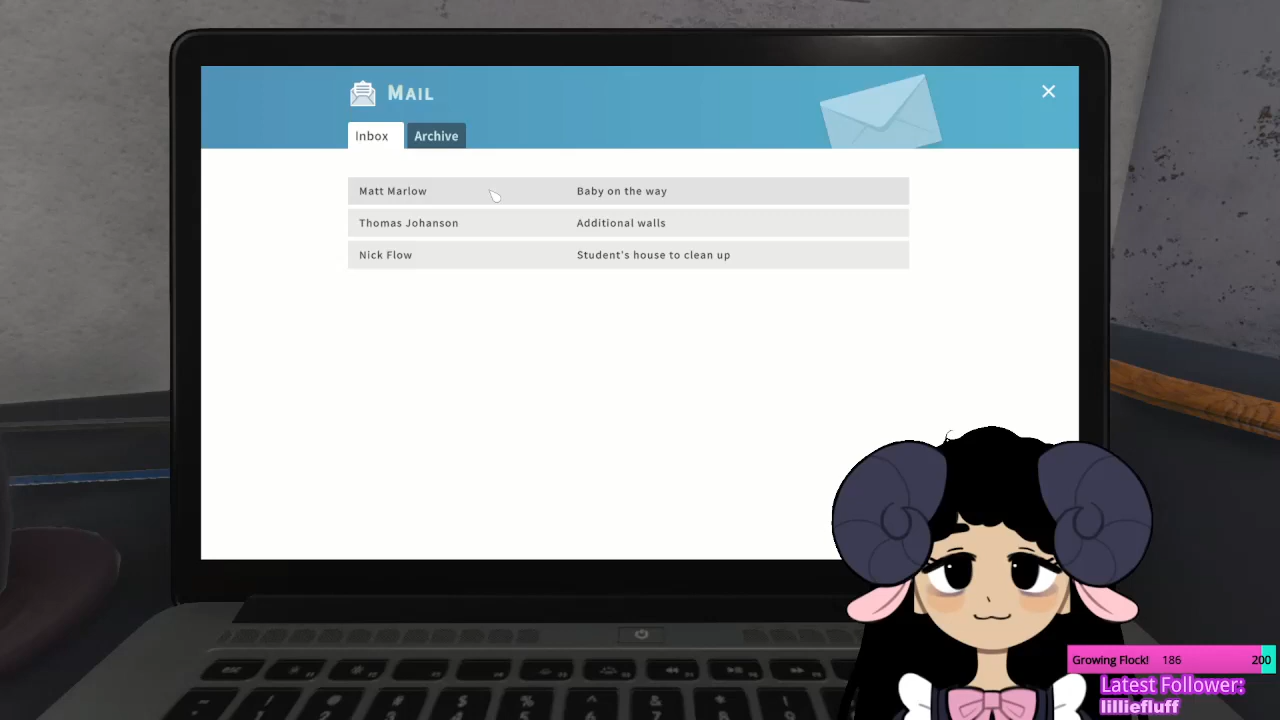 Mail
Inbox
Archive
Matt Marlow Baby on the way
Thomas Johanson Additional walls
Nick Flow Student's house to clean up
esc
Growing Flock! 186 200
Latest Follower:
lilliefluff